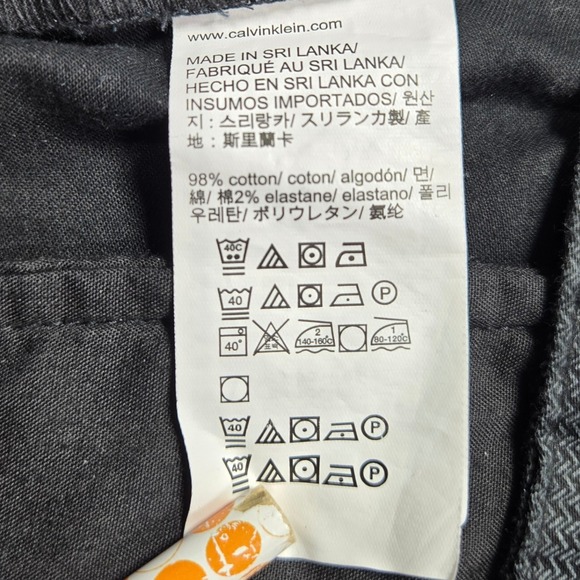 www.calvinklein.com
MADE IN SRI LANKA/
FABRIQUÉ AU SRI LANKA/
HECHO EN SRI LANKA CON
INSUMOS IMPORTADOS/ 원산
지 : 스리랑카/ スリランカ製/ 產
地 : 斯里蘭卡
98% cotton/ coton/ algodón/ 면/
綿/ 棉2% elastane/ elastano/ 폴리
우레탄/ ポリウレタン/ 氨纶
40C
40 P
40° 2 140-160°C 1 80-120°C
40 P
40 P